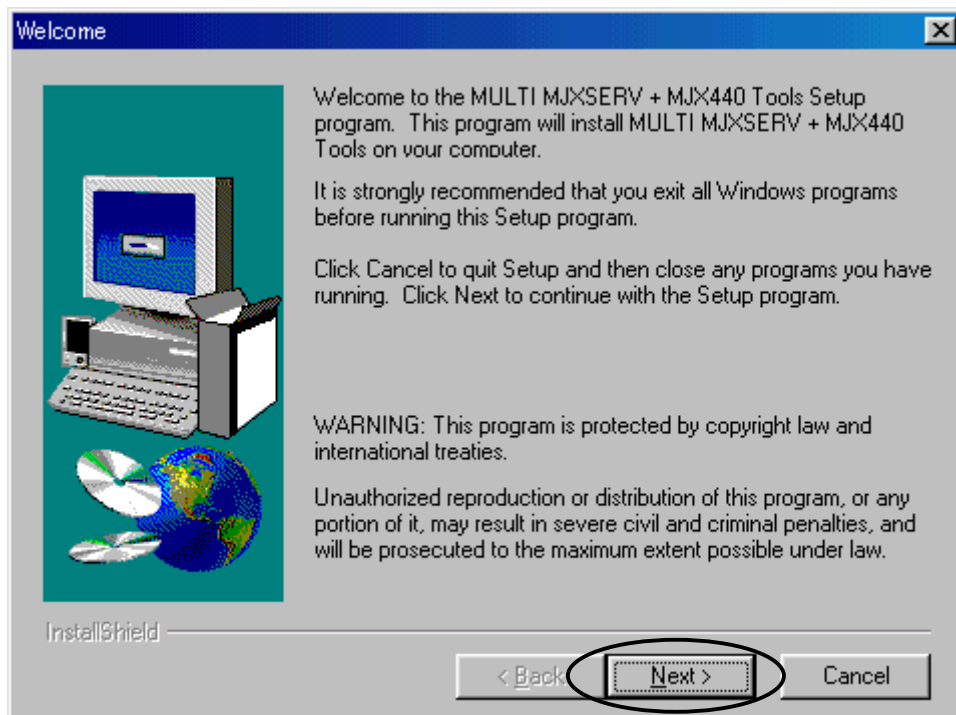 Welcome
Welcome to the MULTI MJXSERV + MJX440 Tools Setup
program. This program will install MULTI MJXSERV + MJX440
Tools on your computer.
It is strongly recommended that you exit all Windows programs
before running this Setup program.
Click Cancel to quit Setup and then close any programs you have
running. Click Next to continue with the Setup program.
WARNING: This program is protected by copyright law and
international treaties.
Unauthorized reproduction or distribution of this program, or any
portion of it, may result in severe civil and criminal penalties, and
will be prosecuted to the maximum extent possible under law.
InstallShield
< Back Next > Cancel